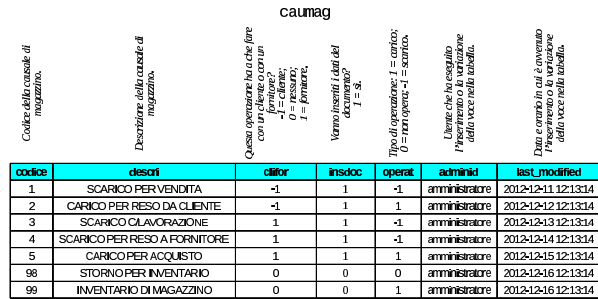 caumag
Codice della causale di
magazzino.
Descrizione della causale di
magazzino.
Questa operazione ha a che fare
con un cliente o con un
fornitore?
-1 = cliente;
0 = nessuno;
1 = fornitore.
Vanno inseriti i dati del
documento?
1 = sì.
Tipo di operazione: 1 = carico;
0 = non opera; -1 = scarico.
Utente che ha eseguito
l'inserimento o la variazione
della voce nella tabella.
Data e orario in cui è avvenuto
l'inserimento o la variazione
della voce nella tabella.
codice descri clifor insdoc operat adminid last_modified
1 SCARICO PER VENDITA -1 1 -1 amministratore 2012-12-11 12:13:14
2 CARICO PER RESO DA CLIENTE -1 1 1 amministratore 2012-12-12 12:13:14
3 SCARICO C/LAVORAZIONE 1 1 -1 amministratore 2012-12-13 12:13:14
4 SCARICO PER RESO A FORNITORE 1 1 -1 amministratore 2012-12-14 12:13:14
5 CARICO PER ACQUISTO 1 1 1 amministratore 2012-12-15 12:13:14
98 STORNO PER INVENTARIO 0 0 0 amministratore 2012-12-16 12:13:14
99 INVENTARIO DI MAGAZZINO 0 0 1 amministratore 2012-12-16 12:13:14